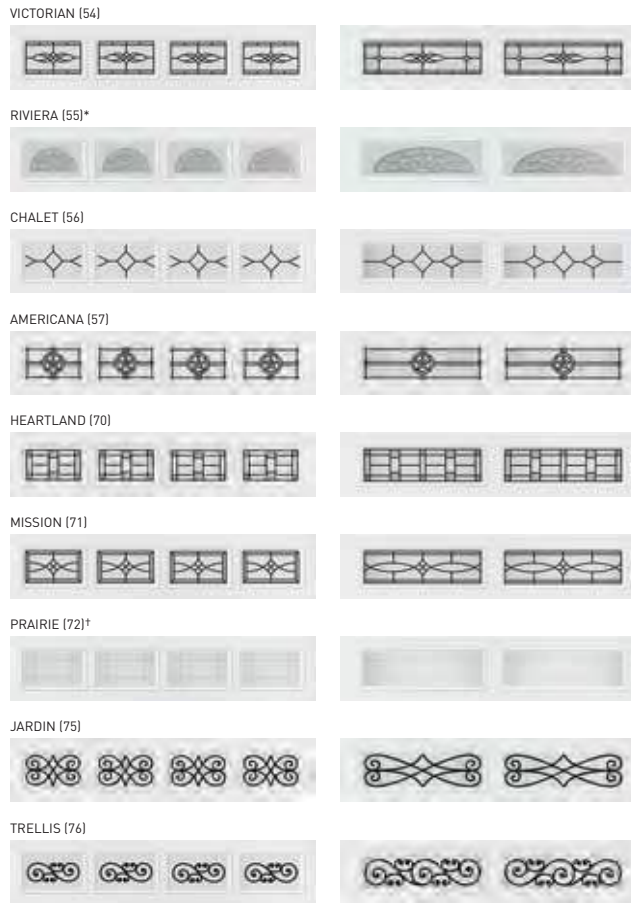 VICTORIAN (54)
RIVIERA (55)*
CHALET (56)
AMERICANA (57)
HEARTLAND (70)
MISSION (71)
PRAIRIE (72)†
JARDIN (75)
TRELLIS (76)